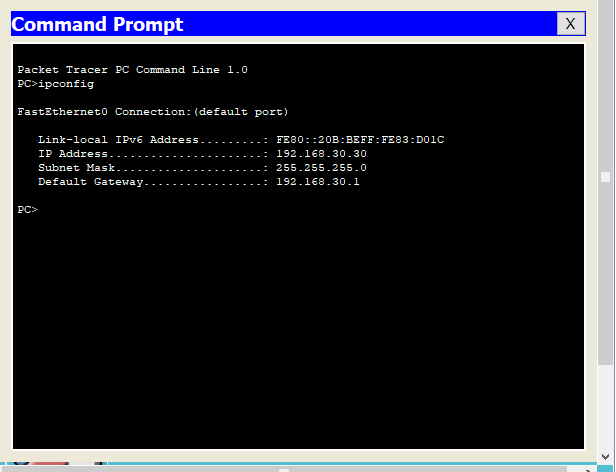 Command Prompt
X
Packet Tracer PC Command Line 1.0
PC>ipconfig
FastEthernet0 Connection:(default port)
Link-local IPv6 Address.........: FE80::20B:BEFF:FE83:D01C
IP Address......................: 192.168.30.30
Subnet Mask.....................: 255.255.255.0
Default Gateway.................: 192.168.30.1
PC>